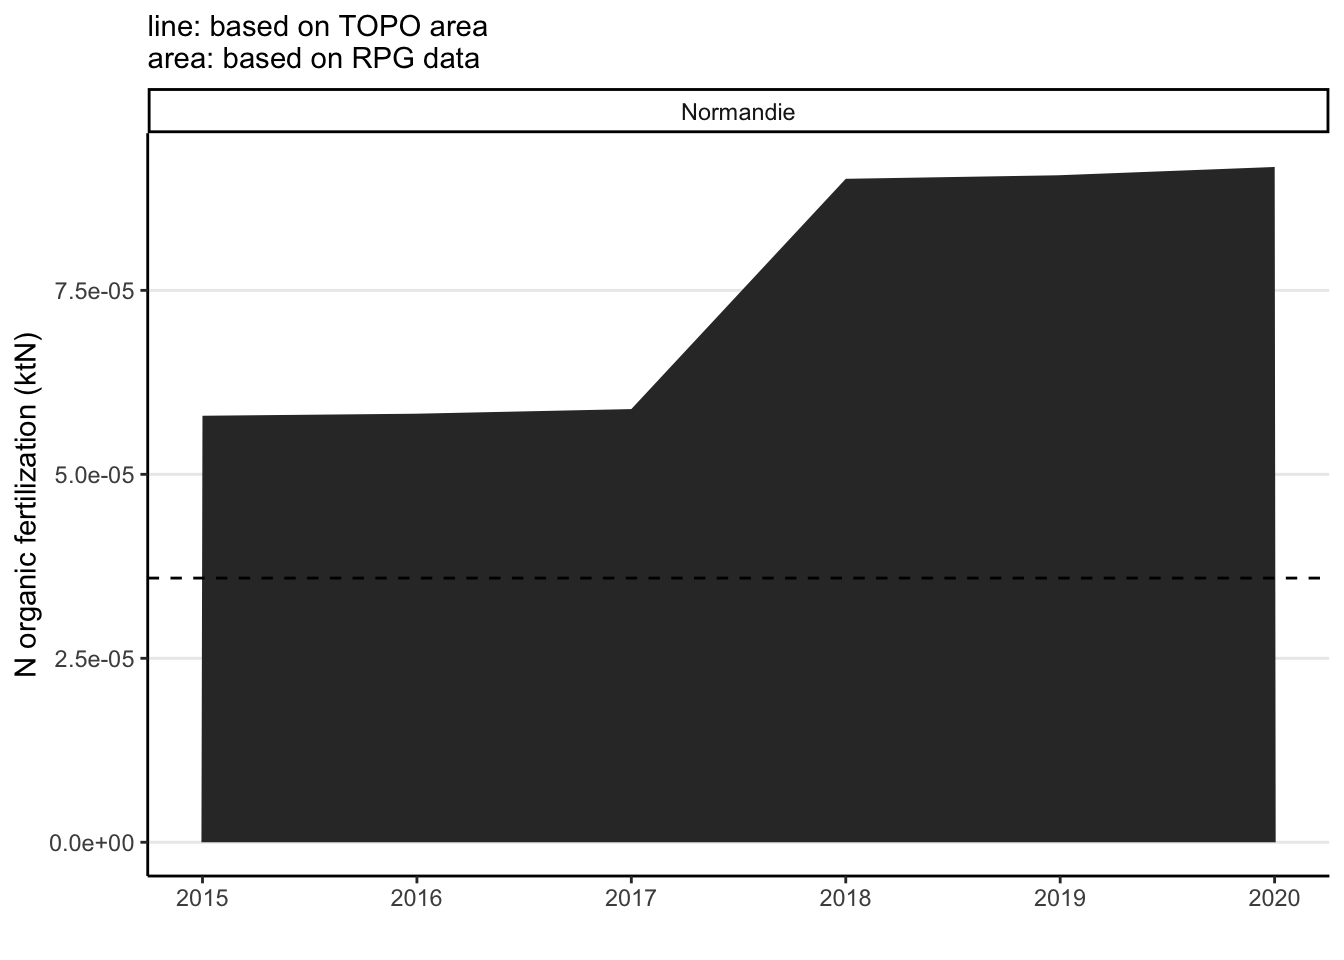 line: based on TOPO area
area: based on RPG data
Normandie
N organic fertilization (ktN)
7.5e-05
5.0e-05
2.5e-05
0.0e+00
2015 2016 2017 2018 2019 2020